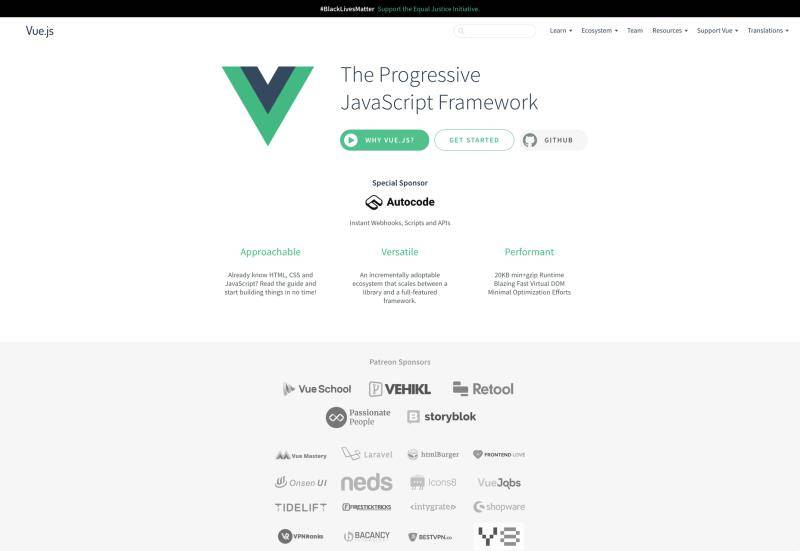 #BlackLivesMatter Support the Equal Justice Initiative.
Vue.js
Learn Ecosystem Team Resources Support Vue Translations
The Progressive
JavaScript Framework
WHY VUE.JS? GET STARTED GITHUB
Special Sponsor
Autocode
Instant Webhooks, Scripts and APIs
Approachable
Already know HTML, CSS and
JavaScript? Read the guide and
start building things in no time!
Versatile
An incrementally adoptable
ecosystem that scales between a
library and a full-featured
framework.
Performant
20KB min+gzip Runtime
Blazing Fast Virtual DOM
Minimal Optimization Efforts
Patreon Sponsors
Vue School VEHIKL Retool
Passionate
People
storyblok
Vue Mastery Laravel htmlBurger FRONTEND LOVE
Onsen UI neds Icons8 VueJobs
TIDELIFT FIRESTICKTRICKS <intygrate> shopware
VPNRanks BACANCY BESTVPN.co